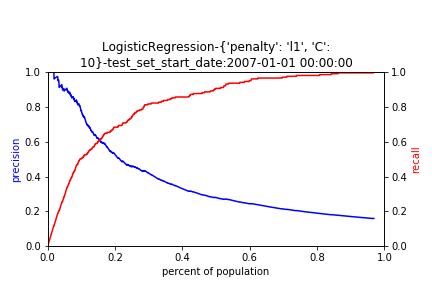 LogisticRegression-{'penalty': 'l1', 'C':
10}-test_set_start_date:2007-01-01 00:00:00
1.0
0.8
0.6
0.4
0.2
0.0
precision
1.0
0.8
0.6
0.4
0.2
0.0
recall
0.0 0.2 0.4 0.6 0.8 1.0
percent of population